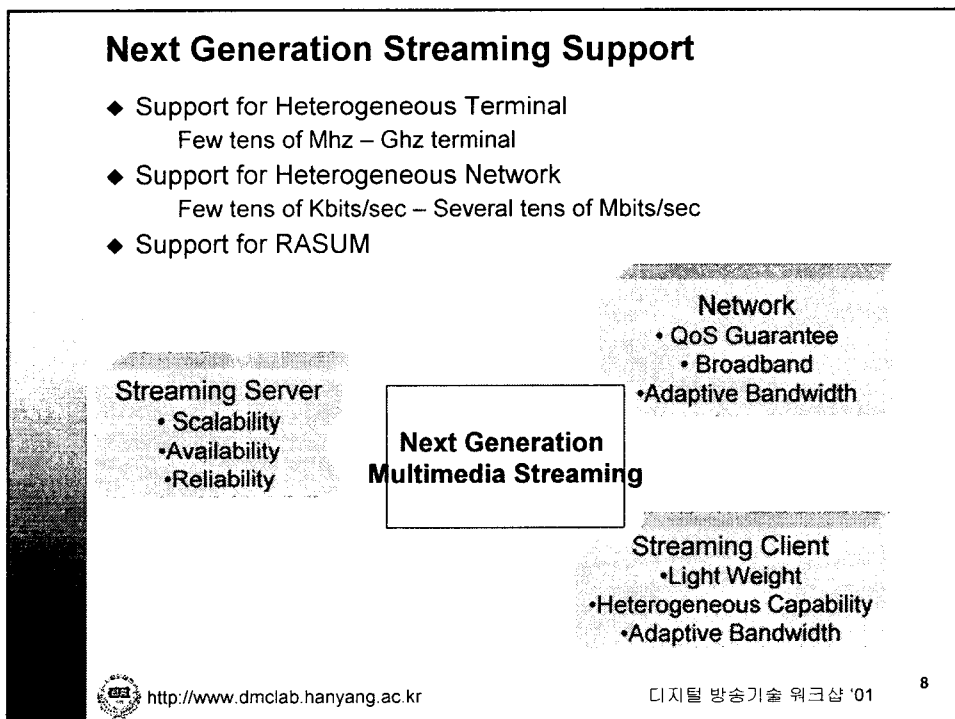 Next Generation Streaming Support
◆ Support for Heterogeneous Terminal
Few tens of Mhz – Ghz terminal
◆ Support for Heterogeneous Network
Few tens of Kbits/sec – Several tens of Mbits/sec
◆ Support for RASUM
Network
• QoS Guarantee
• Broadband
•Adaptive Bandwidth
Streaming Server
• Scalability
•Availability
•Reliability
Next Generation
Multimedia Streaming
Streaming Client
•Light Weight
•Heterogeneous Capability
•Adaptive Bandwidth
http://www.dmclab.hanyang.ac.kr
디지털 방송기술 워크샵 '01
8